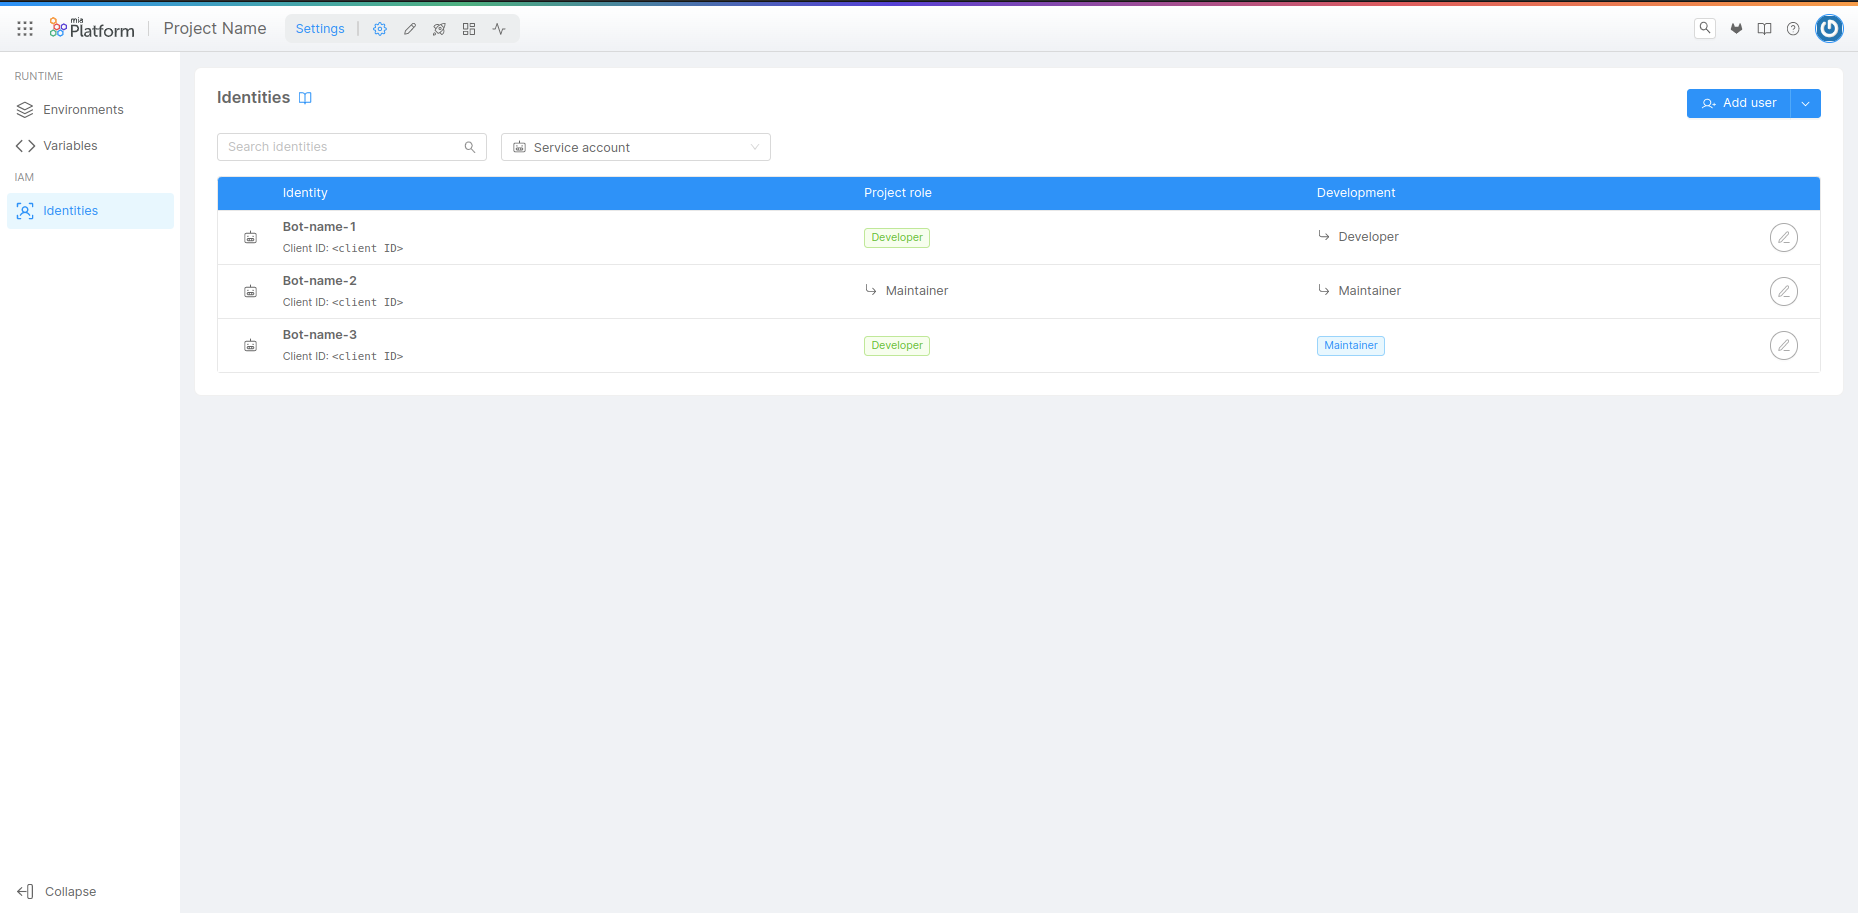 mia
Platform
Project Name
Settings
RUNTIME
Environments
Variables
IAM
Identities
Collapse
Identities
Add user
Search identities
Service account
Identity Project role Development
Bot-name-1
Client ID: <client ID>
Developer
Developer
Bot-name-2
Client ID: <client ID>
Maintainer
Maintainer
Bot-name-3
Client ID: <client ID>
Developer
Maintainer